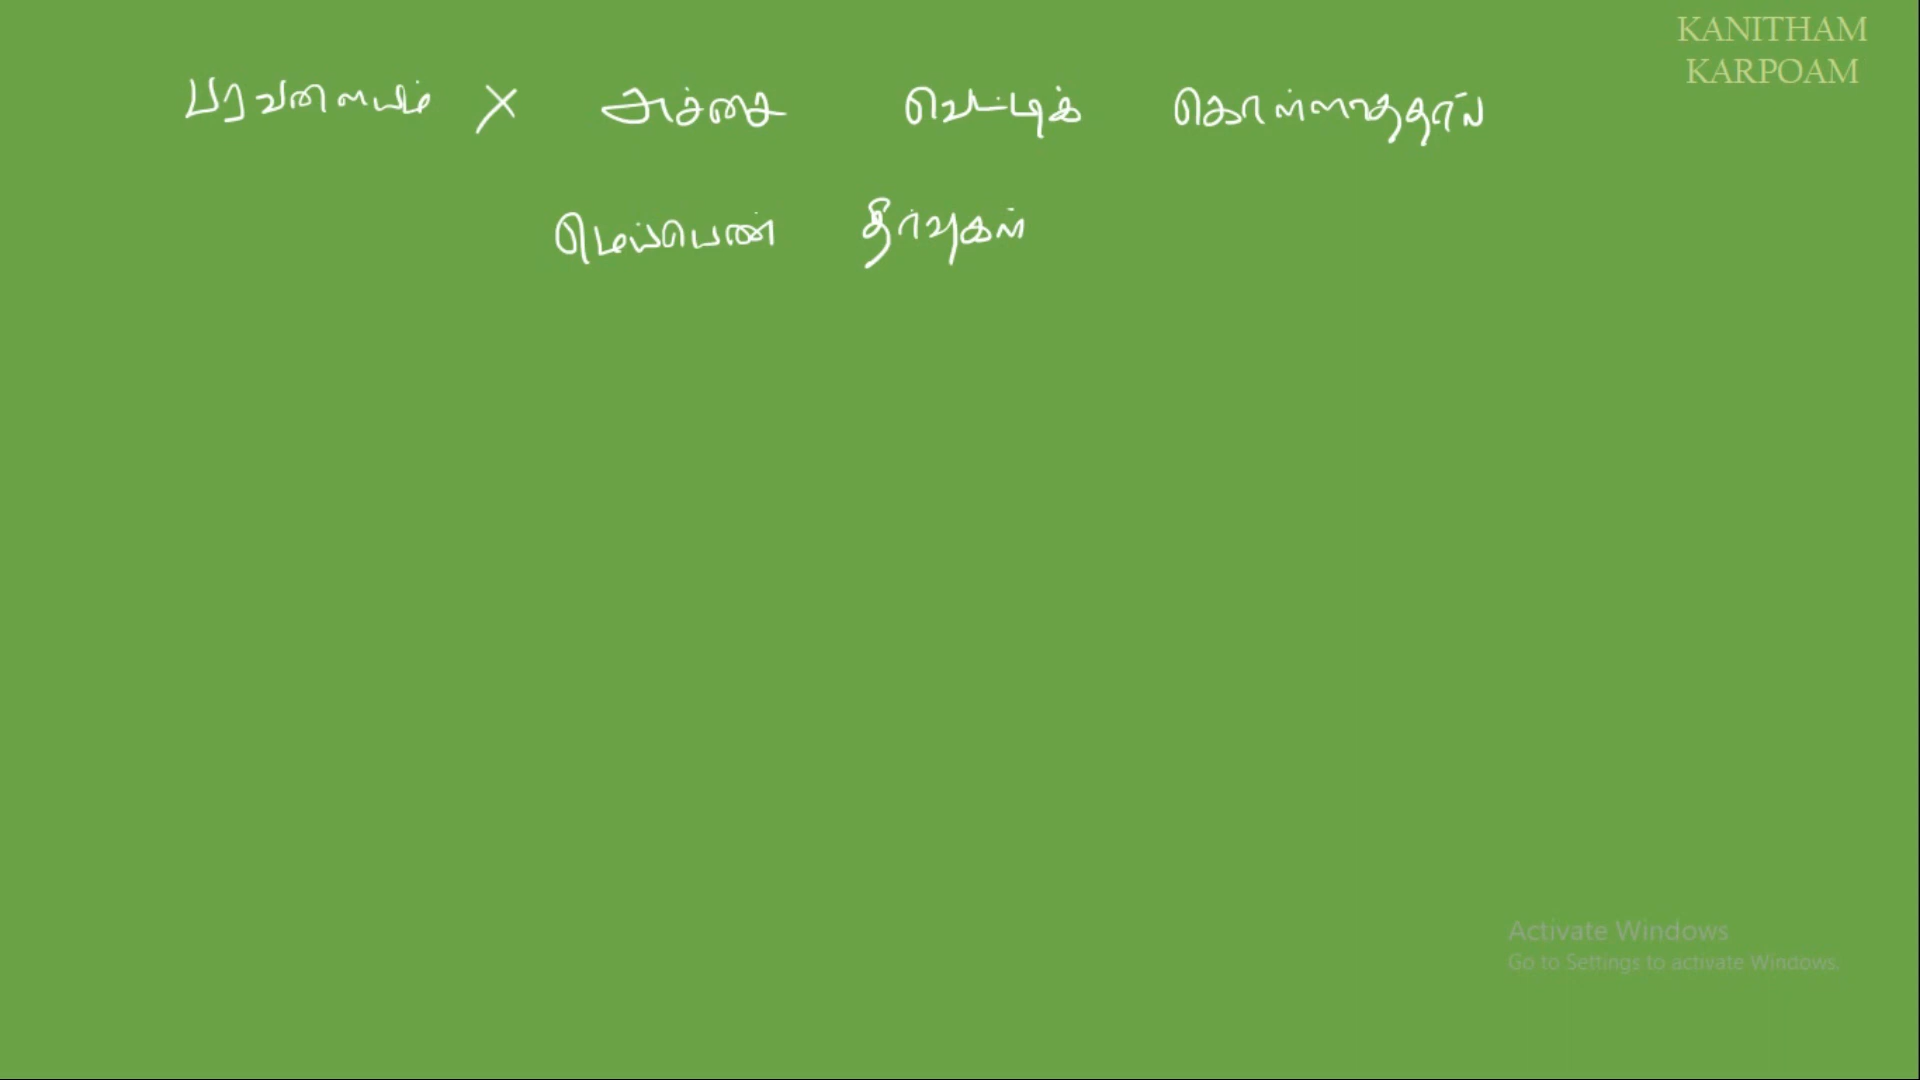 KANITHAM
KARPOAM
பரவளையம் X அச்சை வெட்டிக் கொள்ளாததால்
மெய்யெண் தீர்வுகள்
Activate Windows
Go to Settings to activate Windows.